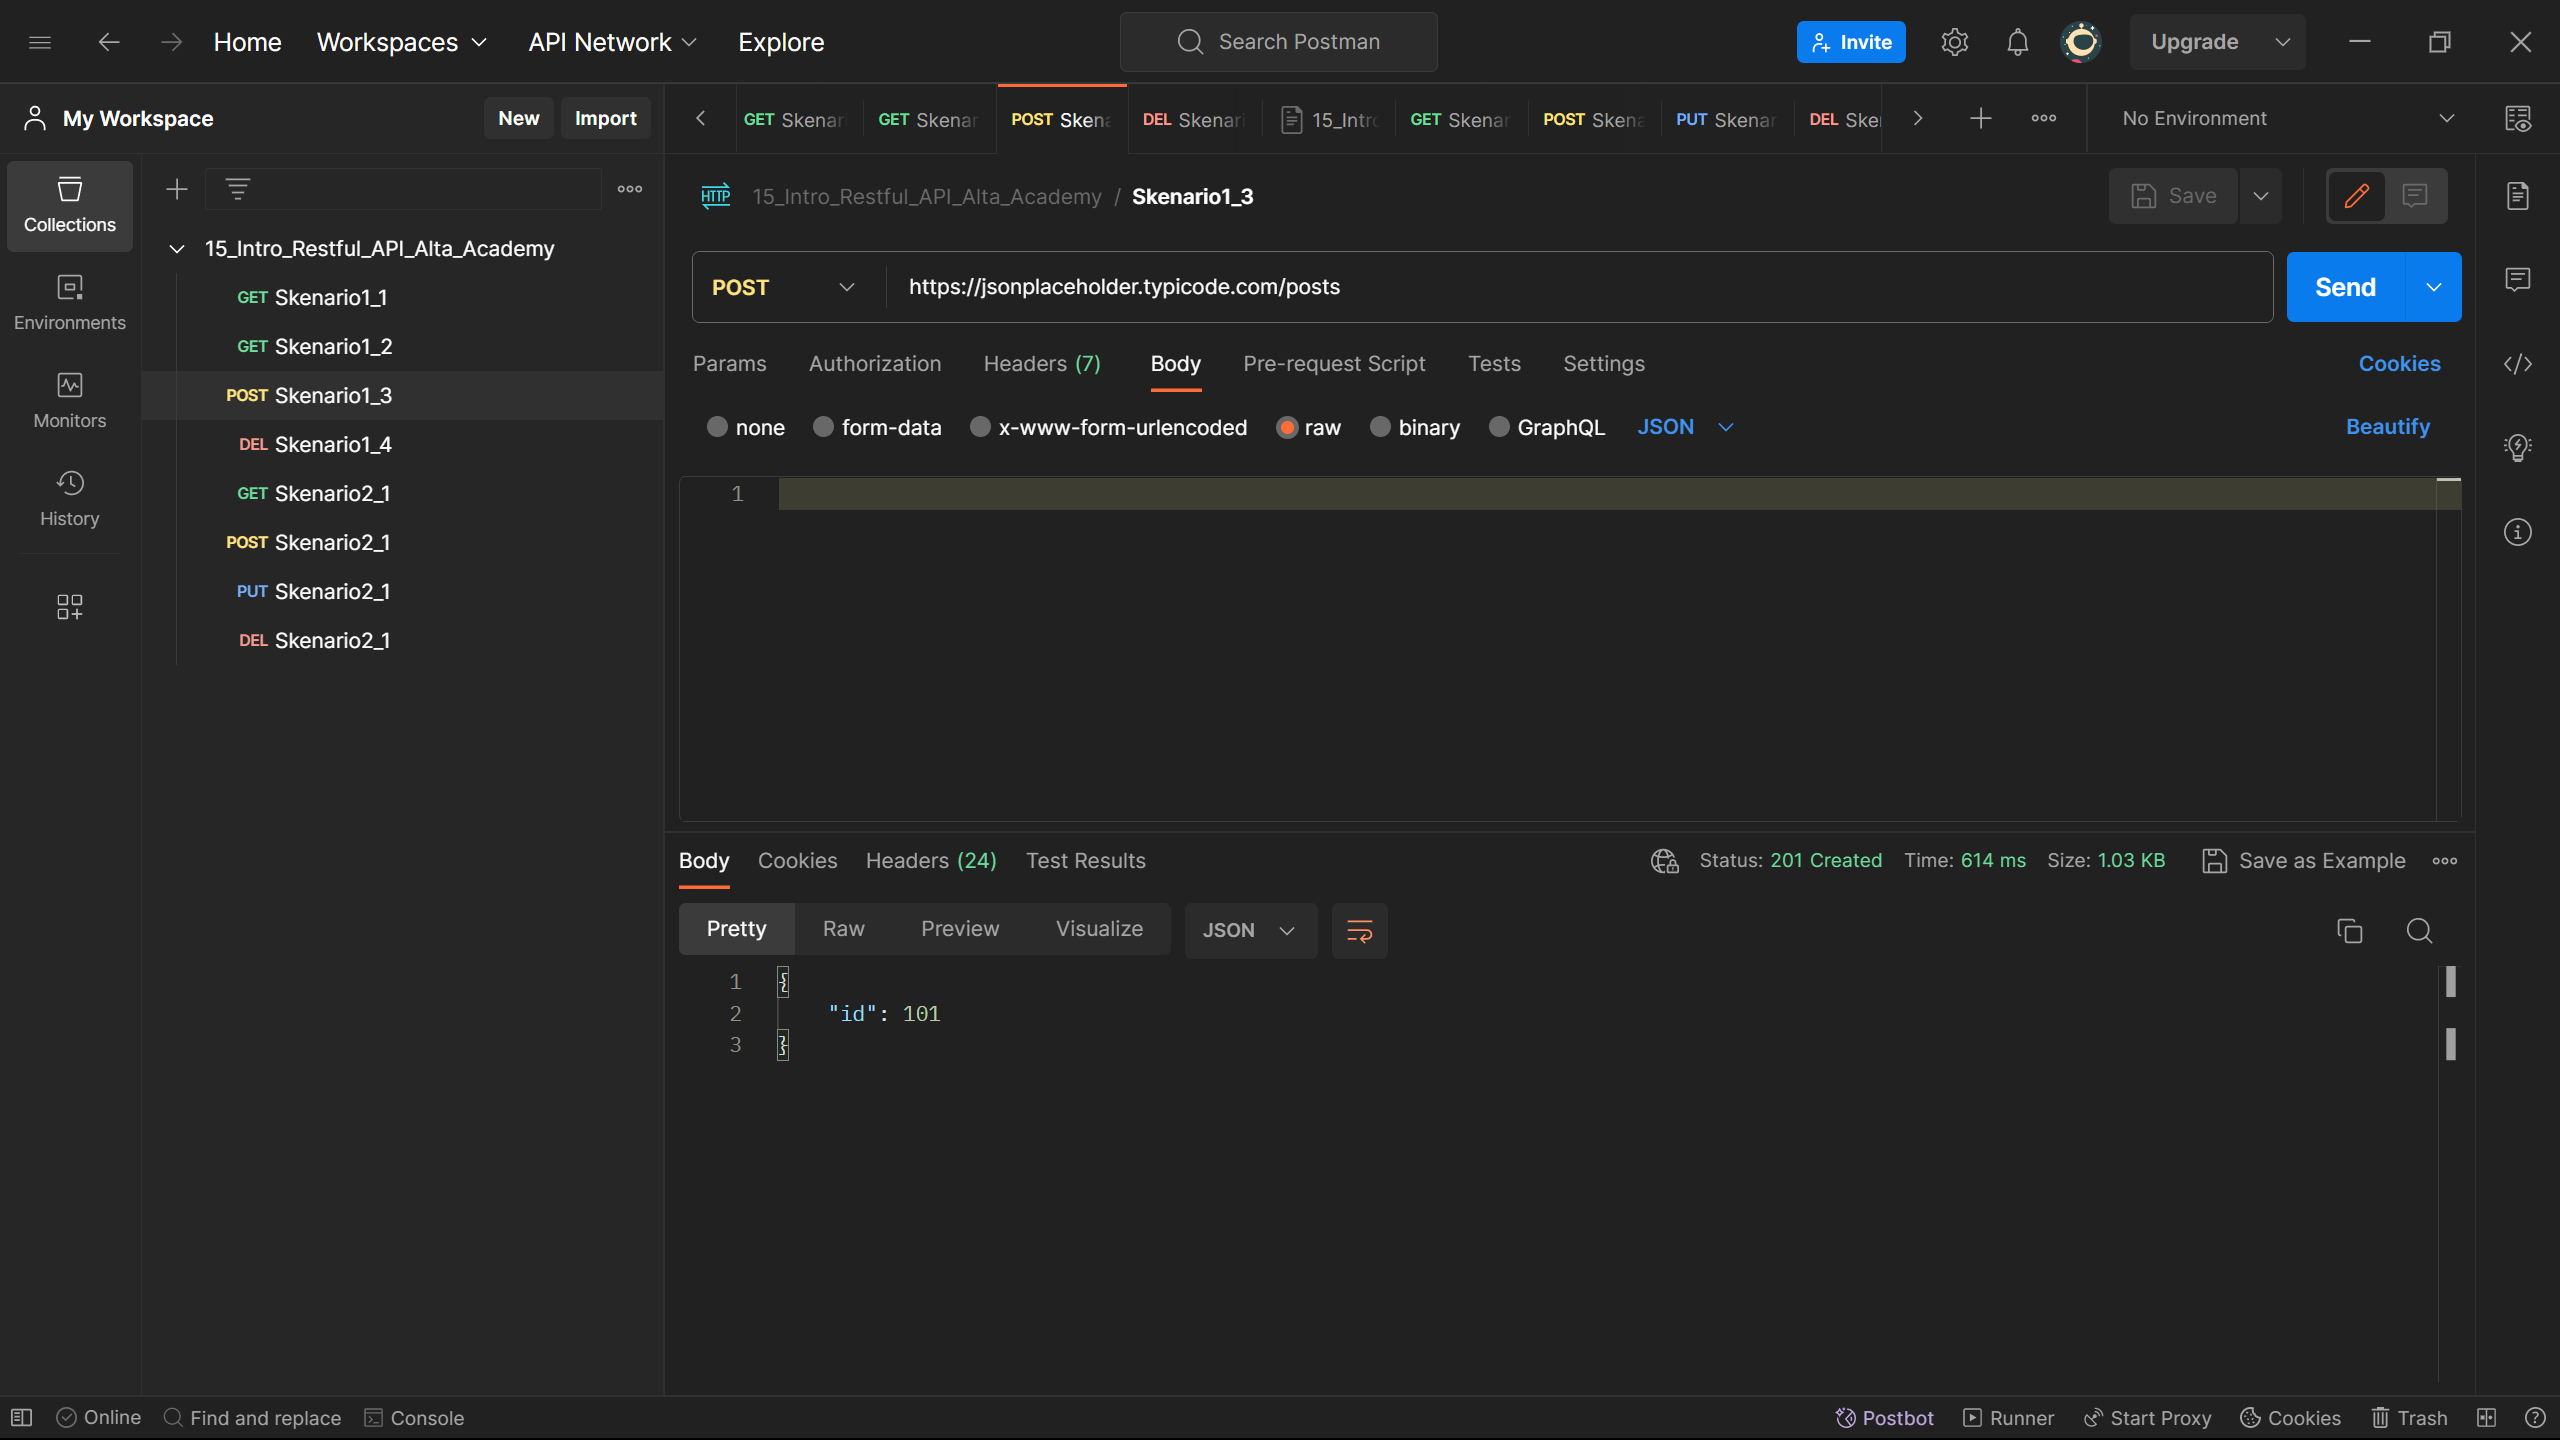 Home Workspaces API Network Explore Search Postman Invite Upgrade
My Workspace New Import GET Skenari GET Skenar POST Skena DEL Skenari 15_Intro GET Skenar POST Skena PUT Skenar DEL Sken No Environment
Collections
Environments
Monitors
History
15_Intro_Restful_API_Alta_Academy
GET Skenario1_1
GET Skenario1_2
POST Skenario1_3
DEL Skenario1_4
GET Skenario2_1
POST Skenario2_1
PUT Skenario2_1
DEL Skenario2_1
HTTP 15_Intro_Restful_API_Alta_Academy / Skenario1_3 Save
POST https://jsonplaceholder.typicode.com/posts Send
Params Authorization Headers (7) Body Pre-request Script Tests Settings Cookies
none form-data x-www-form-urlencoded raw binary GraphQL JSON Beautify
1
Body Cookies Headers (24) Test Results Status: 201 Created Time: 614 ms Size: 1.03 KB Save as Example
Pretty Raw Preview Visualize JSON
1 {
2 "id": 101
3 }
Online Find and replace Console Postbot Runner Start Proxy Cookies Trash